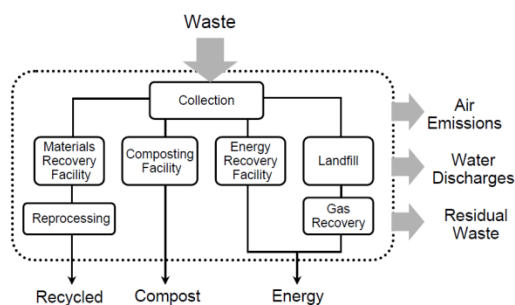 Waste
Collection
Air
Emissions
Materials
Recovery
Facility
Composting
Facility
Energy
Recovery
Facility
Landfill
Water
Discharges
Reprocessing
Gas
Recovery
Residual
Waste
Recycled
Compost
Energy